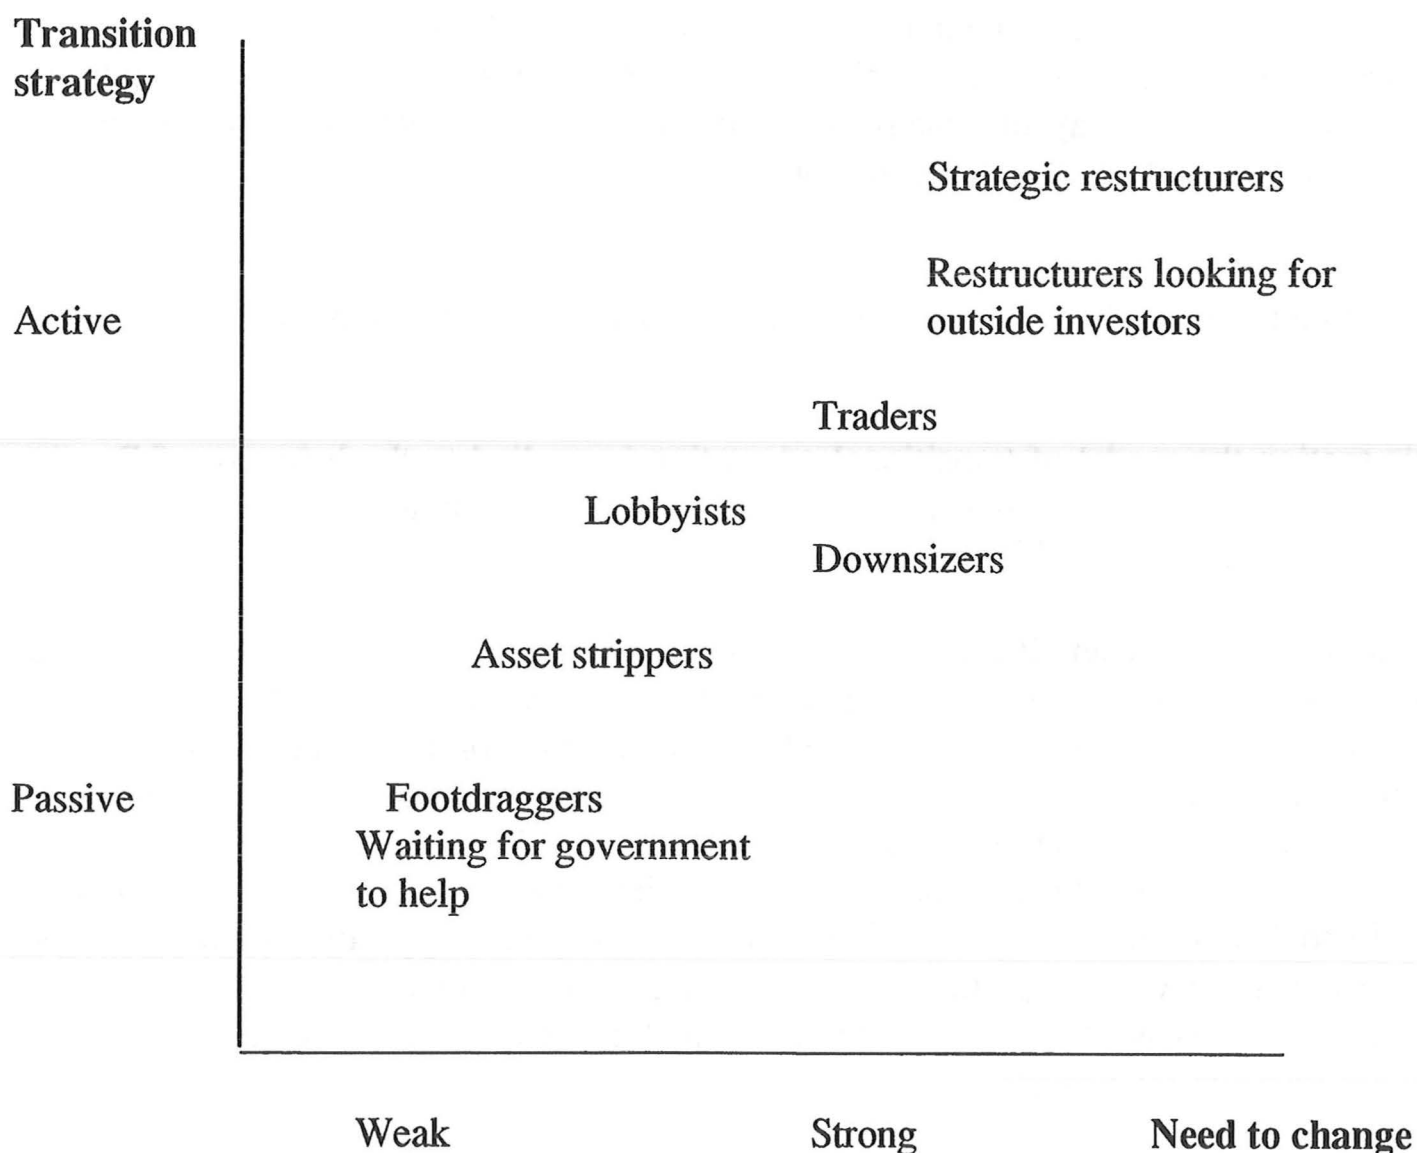 Transition
strategy
Strategic restructurers
Restructurers looking for
outside investors
Active
Traders
Lobbyists
Downsizers
Asset strippers
Passive
Footdraggers
Waiting for government
to help
Weak
Strong
Need to change